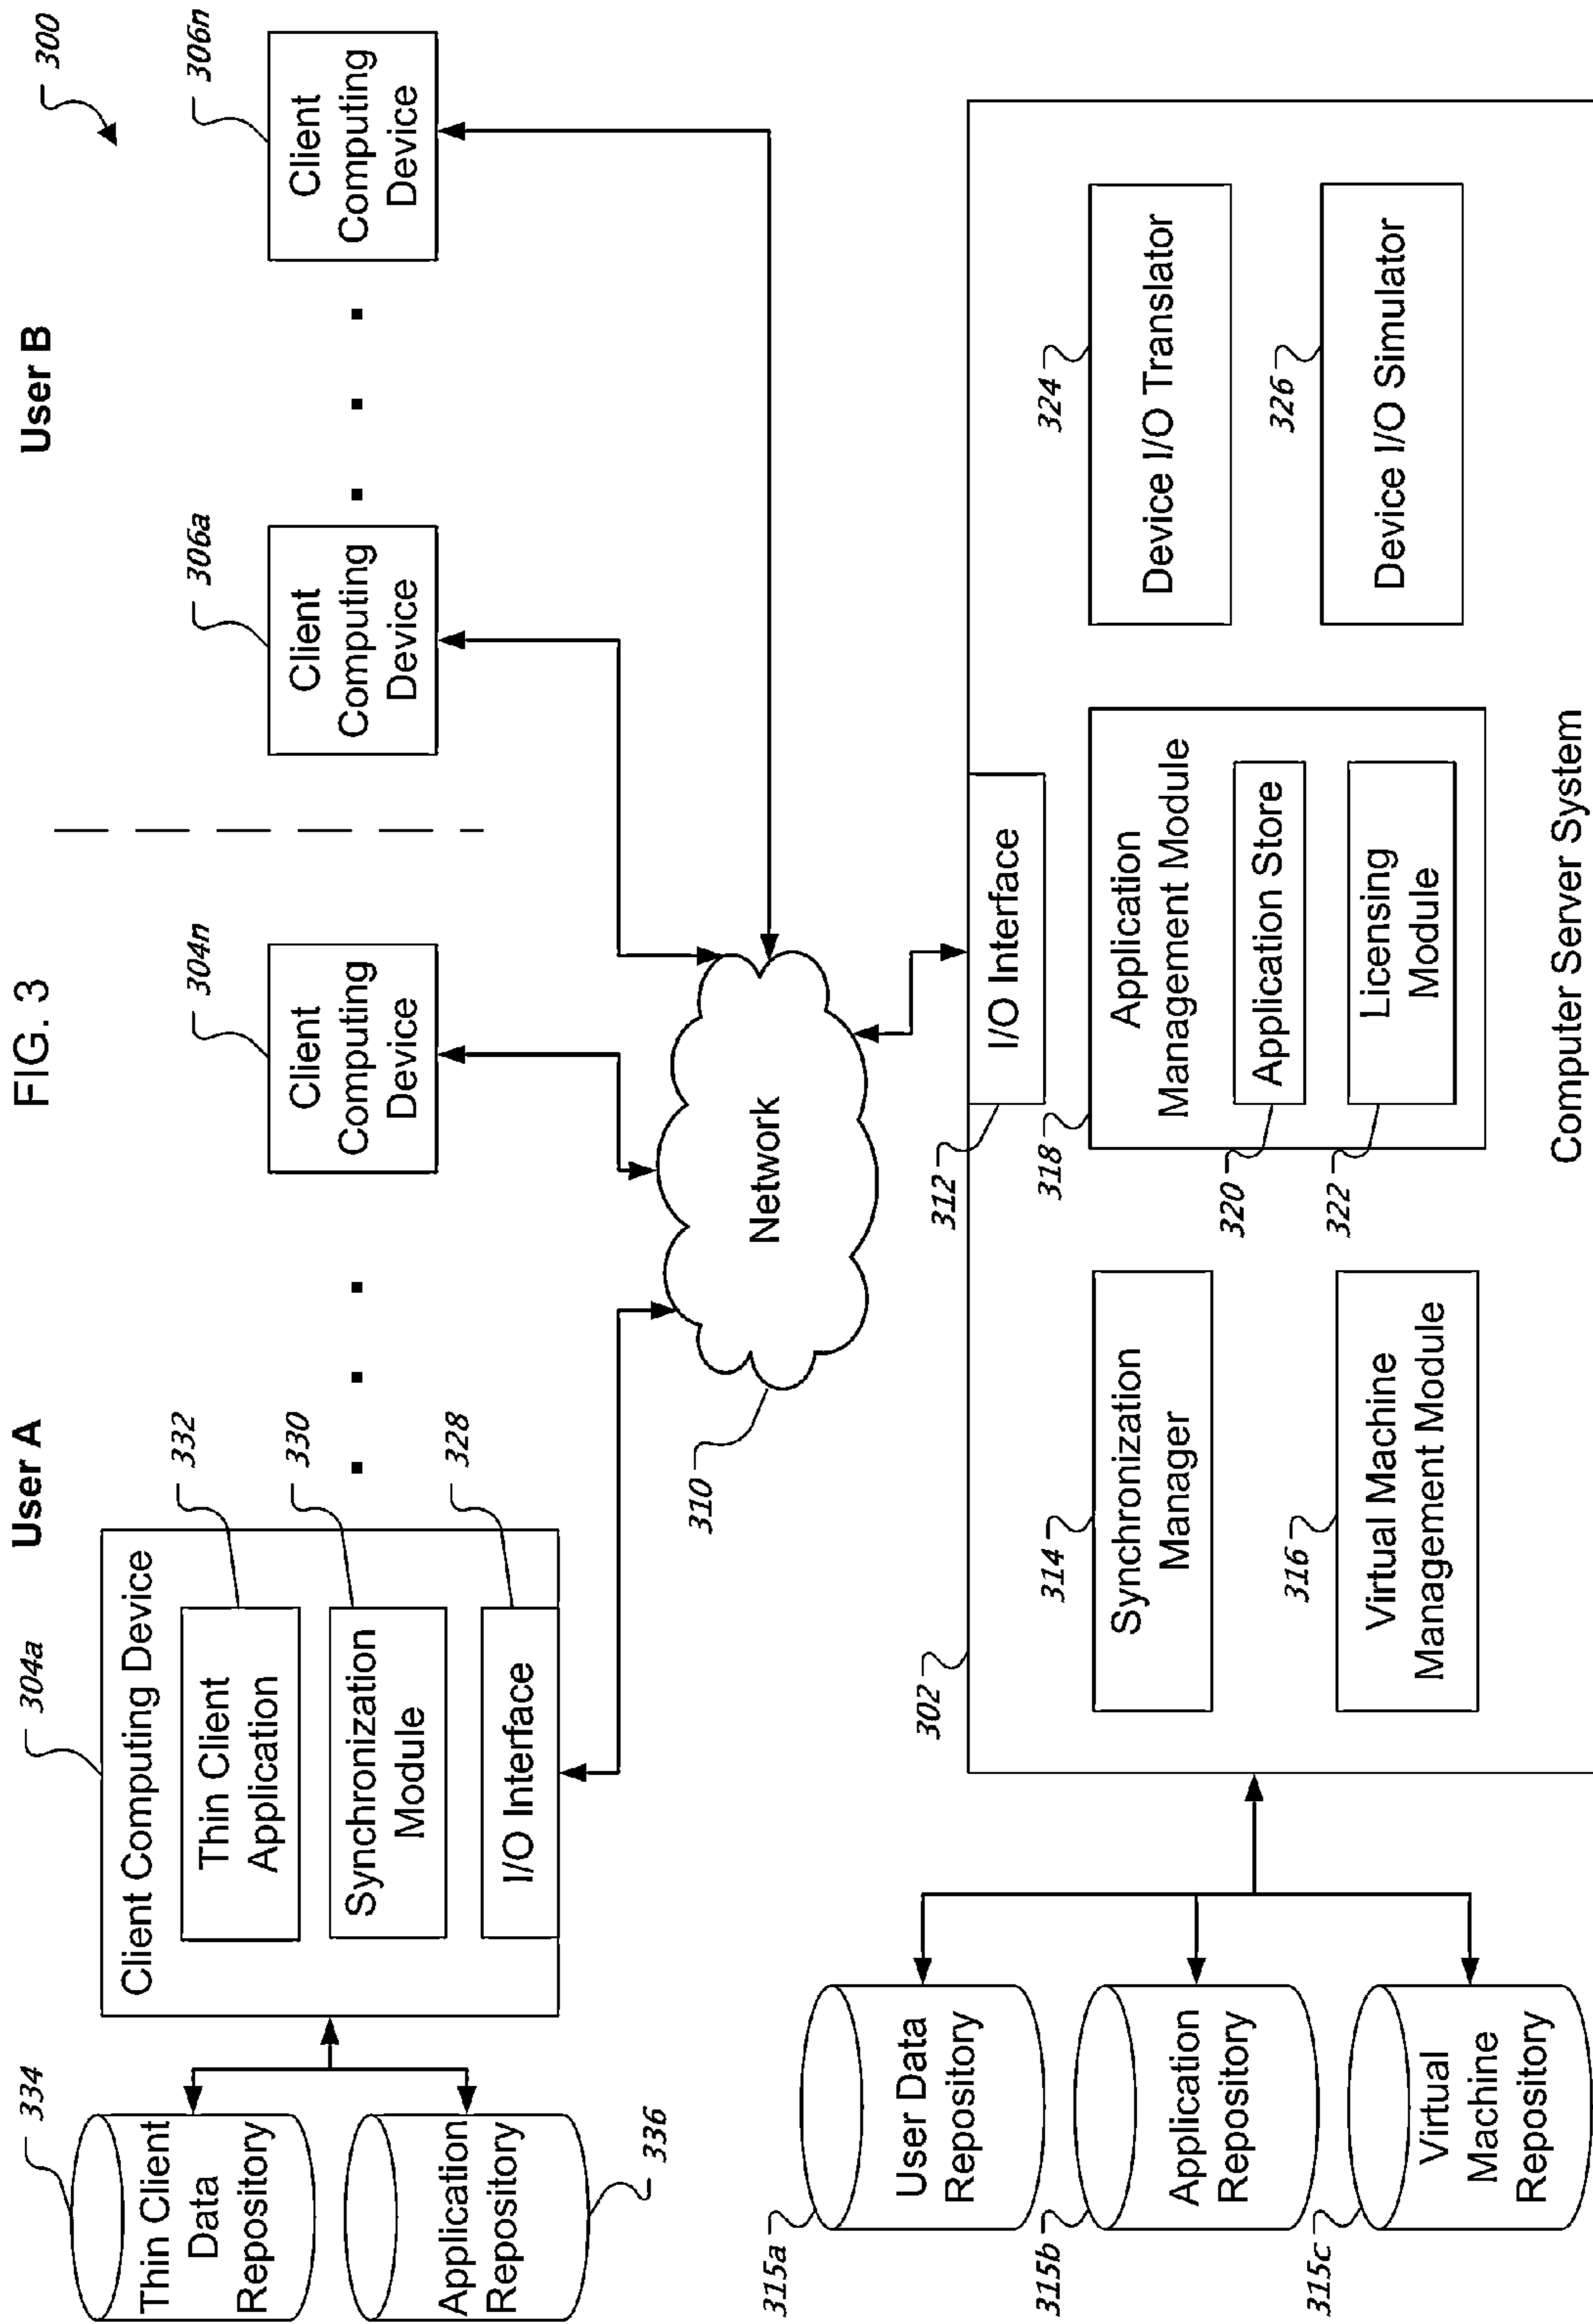 FIG. 3
300
User A
User B
304a
Client Computing Device
332
Thin Client
Application
330
Synchronization
Module
328
I/O Interface
334
Thin Client
Data
Repository
336
Application
Repository
304n
Client
Computing
Device
306a
Client
Computing
Device
306n
Client
Computing
Device
310
Network
302
312
I/O Interface
314
Synchronization
Manager
316
Virtual Machine
Management Module
318
Application
Management Module
320
Application Store
322
Licensing
Module
324
Device I/O Translator
326
Device I/O Simulator
Computer Server System
315a
User Data
Repository
315b
Application
Repository
315c
Virtual
Machine
Repository